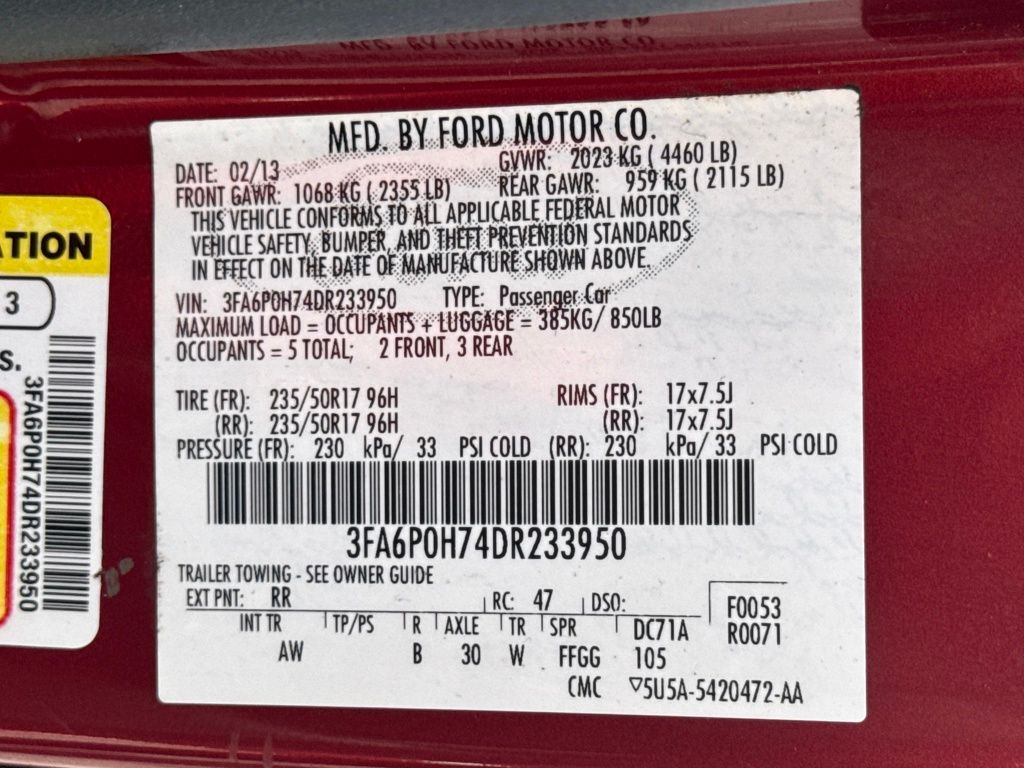 MFD. BY FORD MOTOR CO.
DATE: 02/13 GVWR: 2023 KG ( 4460 LB)
FRONT GAWR: 1068 KG ( 2355 LB) REAR GAWR: 959 KG ( 2115 LB)
THIS VEHICLE CONFORMS TO ALL APPLICABLE FEDERAL MOTOR
VEHICLE SAFETY, BUMPER, AND THEFT PREVENTION STANDARDS
IN EFFECT ON THE DATE OF MANUFACTURE SHOWN ABOVE.
VIN: 3FA6P0H74DR233950 TYPE: Passenger Car
MAXIMUM LOAD = OCCUPANTS + LUGGAGE = 385KG/ 850LB
OCCUPANTS = 5 TOTAL; 2 FRONT, 3 REAR
TIRE (FR): 235/50R17 96H RIMS (FR): 17x7.5J
(RR): 235/50R17 96H (RR): 17x7.5J
PRESSURE (FR): 230 kPa/ 33 PSI COLD (RR): 230 kPa/ 33 PSI COLD
3FA6P0H74DR233950
TRAILER TOWING - SEE OWNER GUIDE
EXT PNT: RR RC: 47 DSO: F0053
INT TR TP/PS R AXLE TR SPR DC71A R0071
AW B 30 W FFGG 105
CMC ▽5U5A-5420472-AA
3
S.
3FA6P0H74DR233950